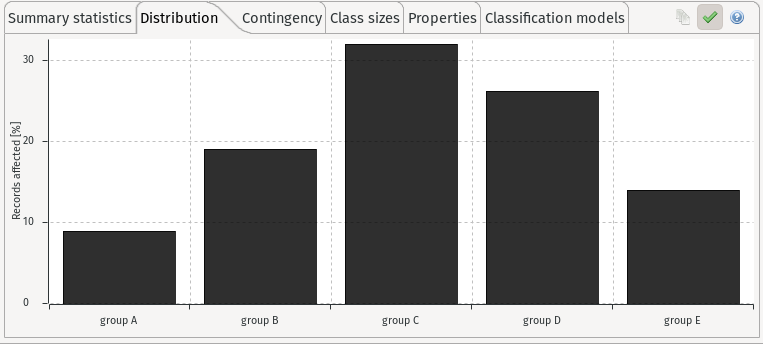 Summary statistics Distribution Contingency Class sizes Properties Classification models
Records affected [%]
30
20
10
0
group A group B group C group D group E